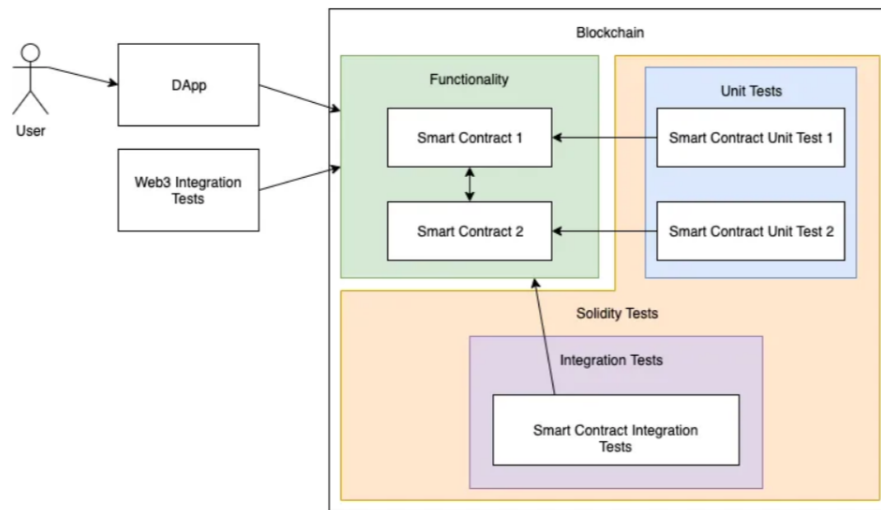 Blockchain
User
DApp
Web3 Integration
Tests
Functionality
Smart Contract 1
Smart Contract 2
Unit Tests
Smart Contract Unit Test 1
Smart Contract Unit Test 2
Solidity Tests
Integration Tests
Smart Contract Integration
Tests